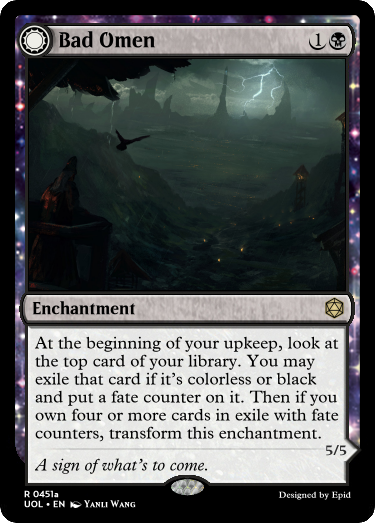 Bad Omen
1
Enchantment
At the beginning of your upkeep, look at
the top card of your library. You may
exile that card if it's colorless or black
and put a fate counter on it. Then if you
own four or more cards in exile with fate
counters, transform this enchantment.
5/5
A sign of what's to come.
R 0451a
UOL • EN Yanli Wang
Designed by Epid